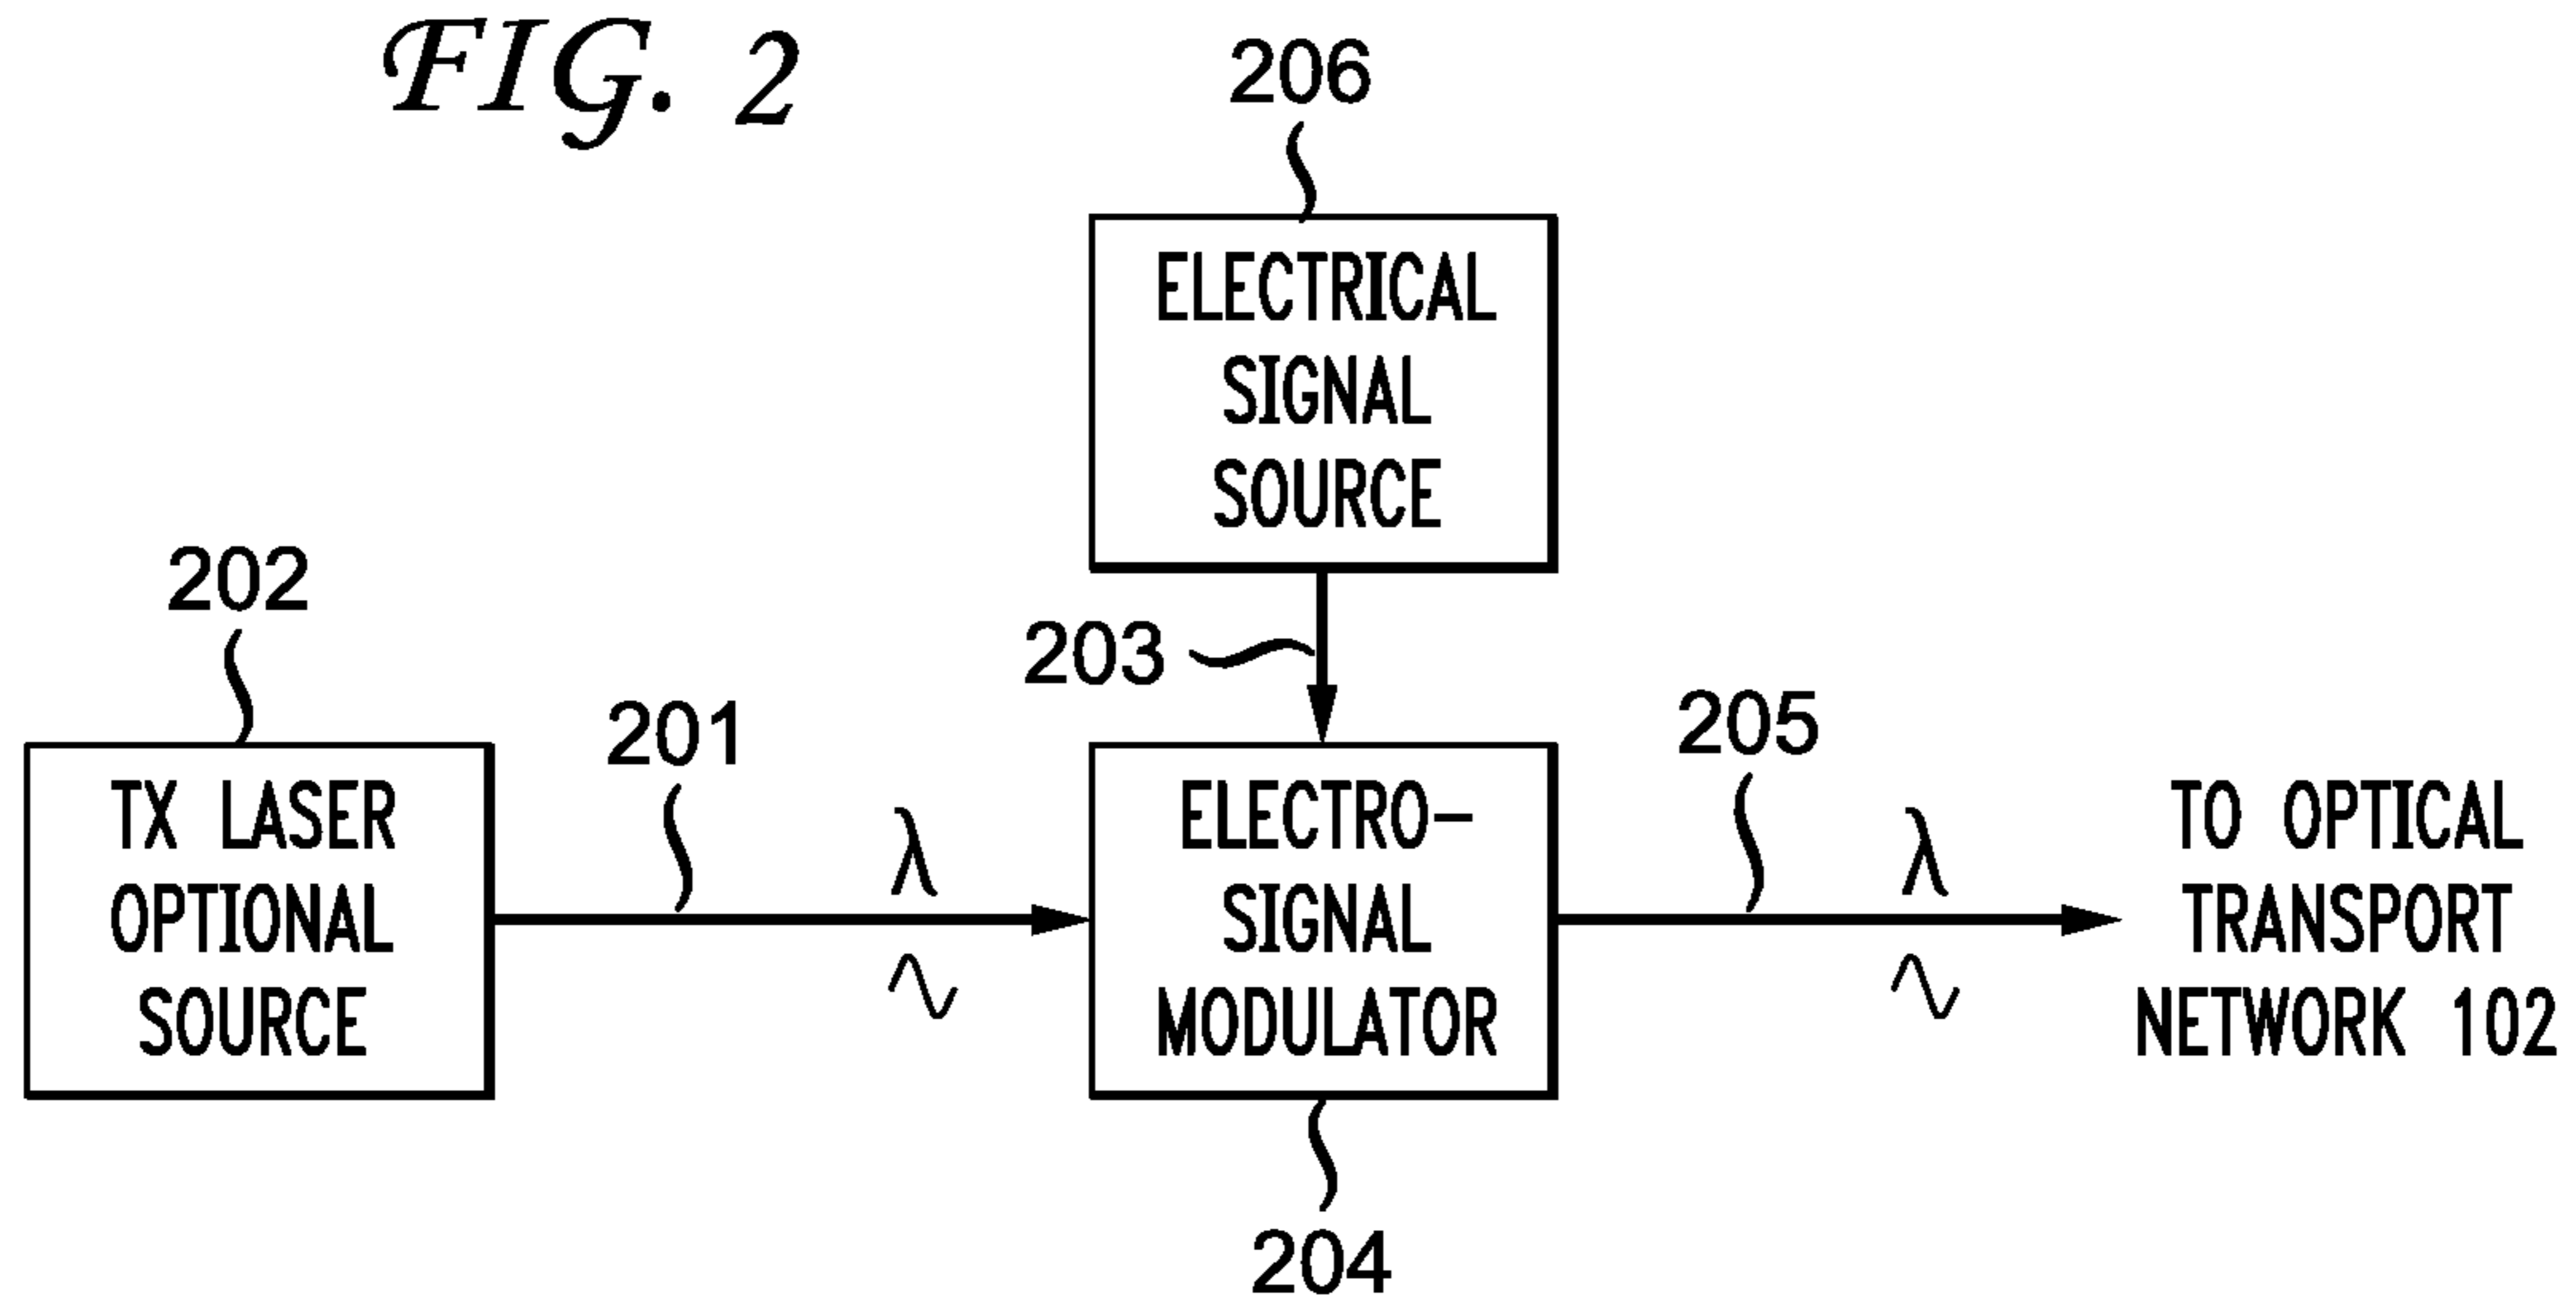 FIG. 2
206
ELECTRICAL
SIGNAL
SOURCE
202
203
201
205
TX LASER
OPTIONAL
SOURCE
λ
ELECTRO-
SIGNAL
MODULATOR
λ
TO OPTICAL
TRANSPORT
NETWORK 102
204